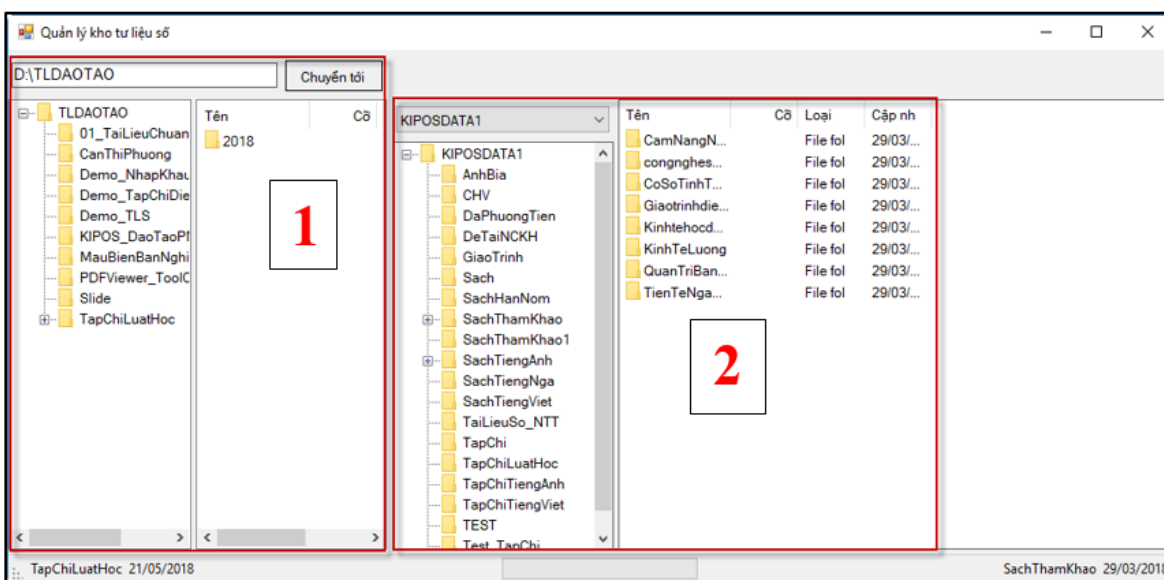 Quản lý kho tư liệu số
D:\TLDAOTAO
Chuyển tới
TLDAOTAO
01_TaiLieuChuan
CanThiPhuong
Demo_NhapKhau
Demo_TapChiDie
Demo_TLS
KIPOS_DaoTaoPI
MauBienBanNghi
PDFViewer_ToolC
Slide
TapChiLuatHoc
Tên Cỡ
2018
1
KIPOSDATA1
KIPOSDATA1
AnhBia
CHV
DaPhuongTien
DeTaiNCKH
GiaoTrinh
Sach
SachHanNom
SachThamKhao
SachThamKhao1
SachTiengAnh
SachTiengNga
SachTiengViet
TaiLieuSo_NTT
TapChi
TapChiLuatHoc
TapChiTiengAnh
TapChiTiengViet
TEST
Test_TapChi
Tên Cỡ Loại Cập nh
CamNangN... File fol 29/03/...
congnghes... File fol 29/03/...
CoSoTinhT... File fol 29/03/...
Giaotrinhdie... File fol 29/03/...
Kinhtehocd... File fol 29/03/...
KinhTeLuong File fol 29/03/...
QuanTriBan... File fol 29/03/...
TienTeNga... File fol 29/03/...
2
TapChiLuatHoc 21/05/2018
SachThamKhao 29/03/2018